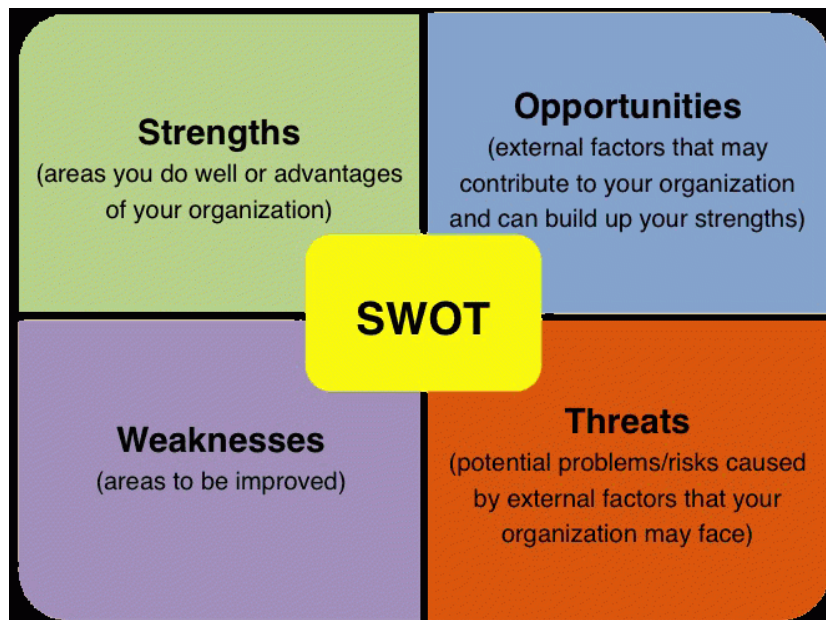 Strengths
(areas you do well or advantages
of your organization)
Opportunities
(external factors that may
contribute to your organization
and can build up your strengths)
SWOT
Weaknesses
(areas to be improved)
Threats
(potential problems/risks caused
by external factors that your
organization may face)